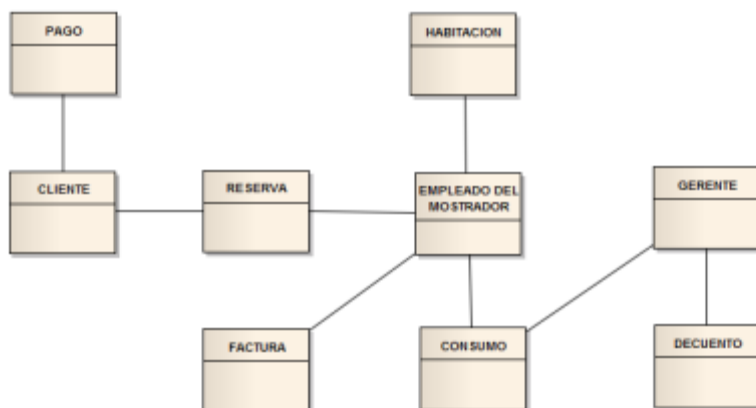 PAGO
HABITACION
CLIENTE
RESERVA
EMPLEADO DEL
MOSTRADOR
GERENTE
FACTURA
CONSUMO
DECUENTO